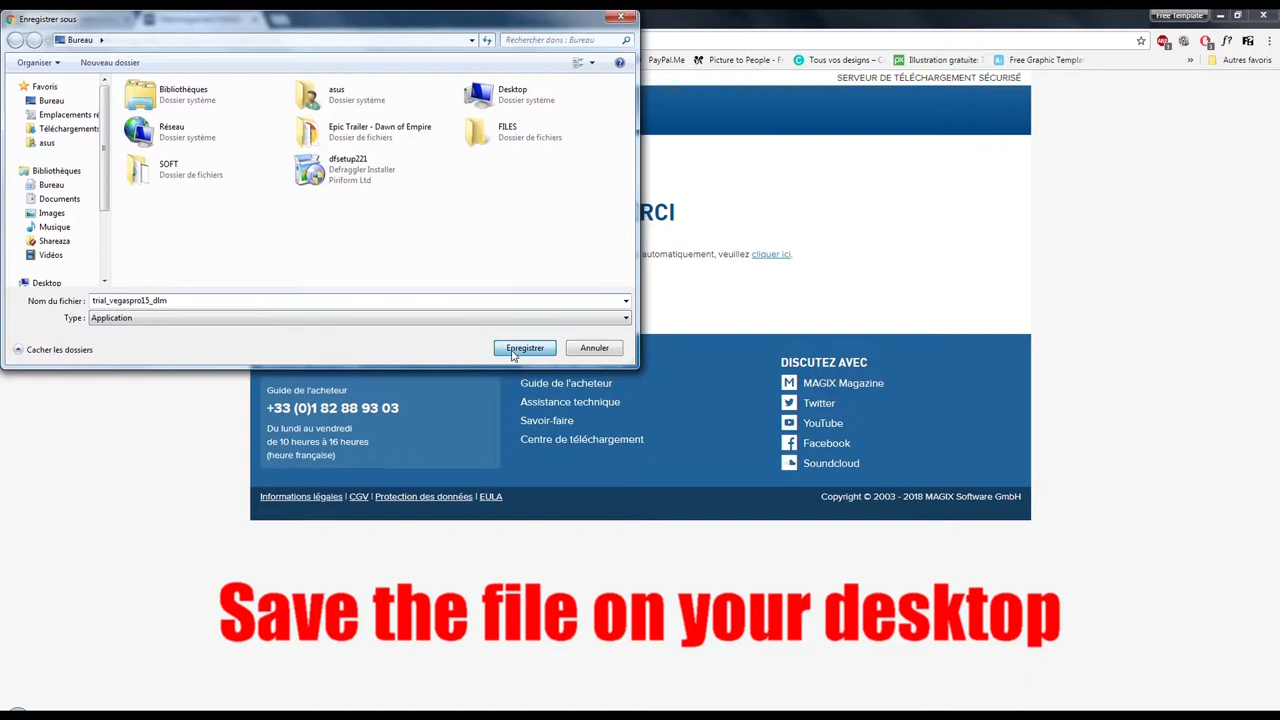 Enregistrer sous
Free Template
Bureau
Rechercher dans : Bureau
Organiser
Nouveau dossier
PayPal.Me
Picture to People - F
Tous vos designs – C
Illustration gratuite: T
Free Graphic Templa
Autres favoris
SERVEUR DE TÉLÉCHARGEMENT SÉCURISÉ
Favoris
Bureau
Emplacements ré
Téléchargements
asus
Bibliothèques
Bureau
Documents
Images
Musique
Shareaza
Vidéos
Desktop
Bibliothèques
Dossier système
asus
Dossier système
Desktop
Dossier système
Réseau
Dossier système
Epic Trailer - Dawn of Empire
Dossier de fichiers
FILES
Dossier de fichiers
SOFT
Dossier de fichiers
dfsetup221
Defraggler Installer
Piriform Ltd
RCI
automatiquement, veuillez cliquer ici.
Nom du fichier : trial_vegaspro15_dlm
Type : Application
Cacher les dossiers
Enregistrer
Annuler
Guide de l'acheteur
+33 (0)1 82 88 93 03
Du lundi au vendredi
de 10 heures à 16 heures
(heure française)
Guide de l'acheteur
Assistance technique
Savoir-faire
Centre de téléchargement
DISCUTEZ AVEC
MAGIX Magazine
Twitter
YouTube
Facebook
Soundcloud
Informations légales | CGV | Protection des données | EULA
Copyright © 2003 - 2018 MAGIX Software GmbH
Save the file on your desktop